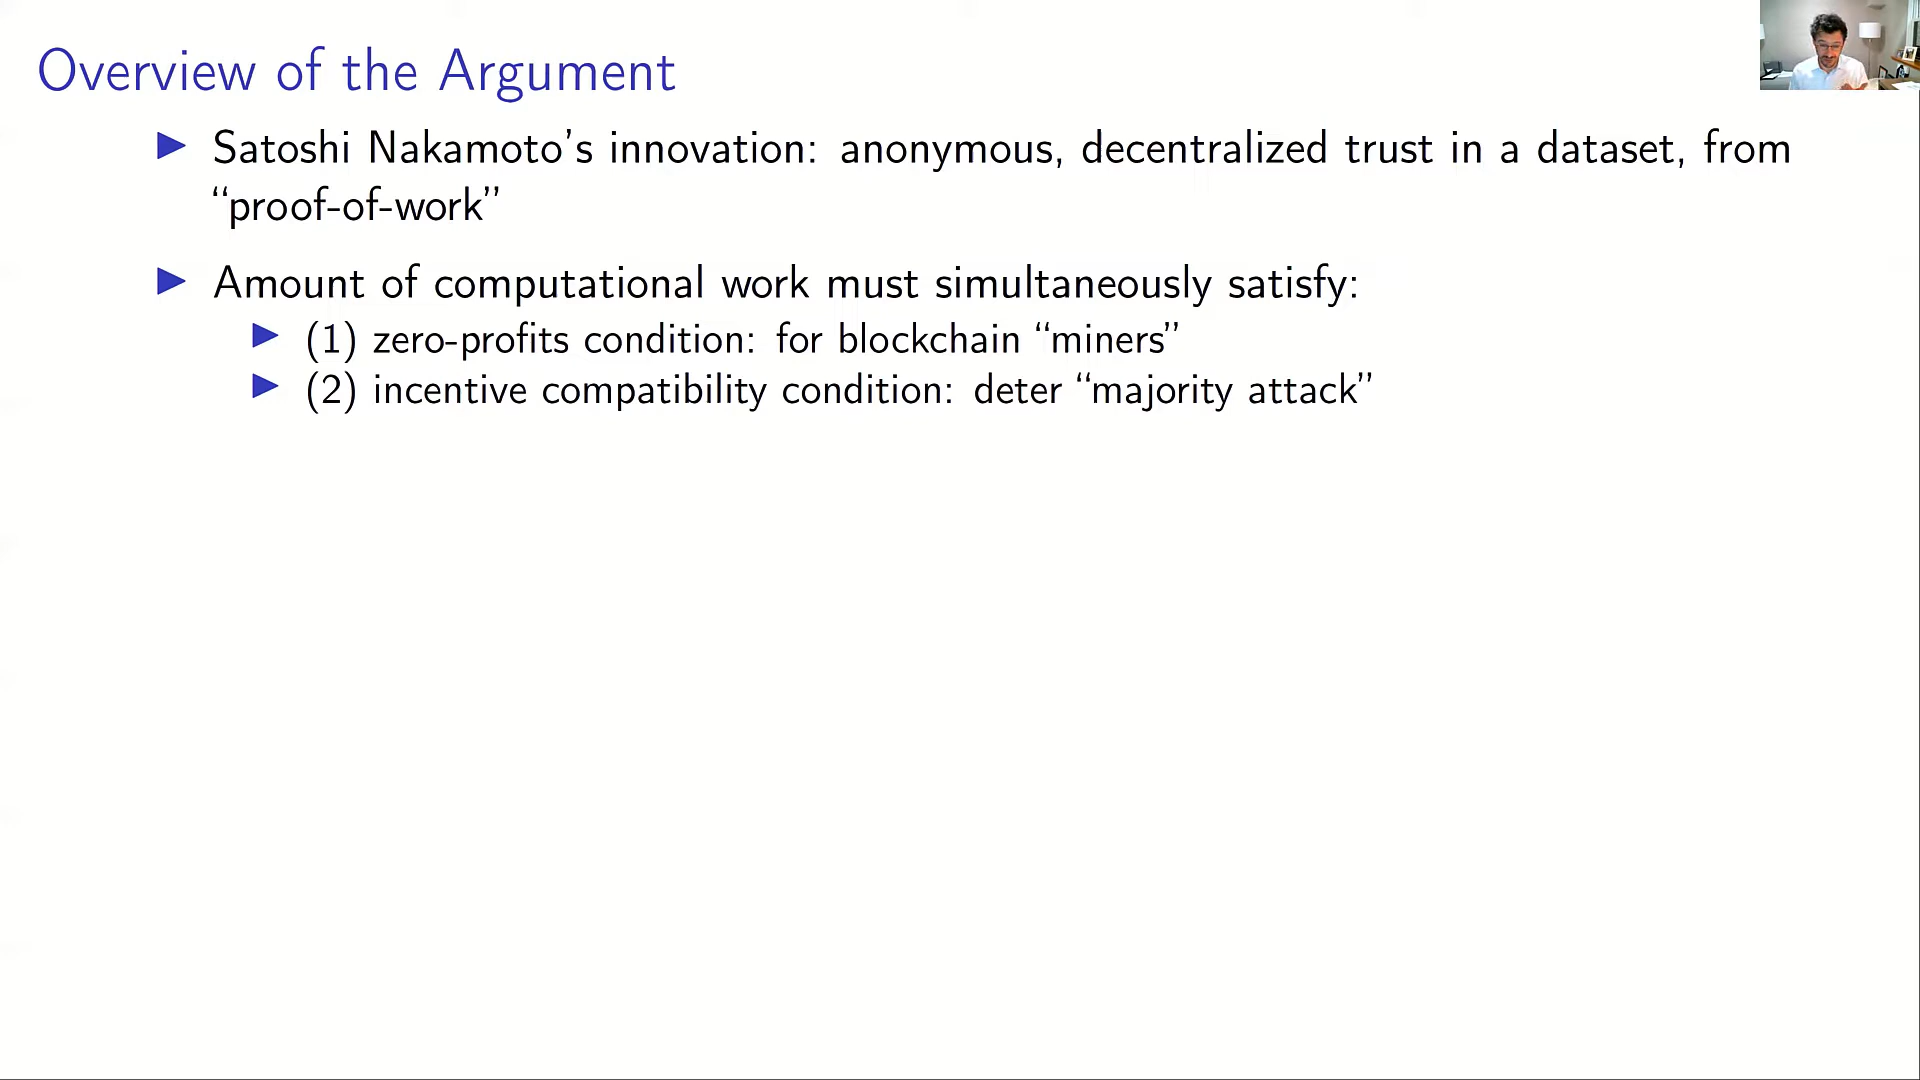 Overview of the Argument
Satoshi Nakamoto’s innovation: anonymous, decentralized trust in a dataset, from
“proof-of-work”
Amount of computational work must simultaneously satisfy:
(1) zero-profits condition: for blockchain “miners”
(2) incentive compatibility condition: deter “majority attack”